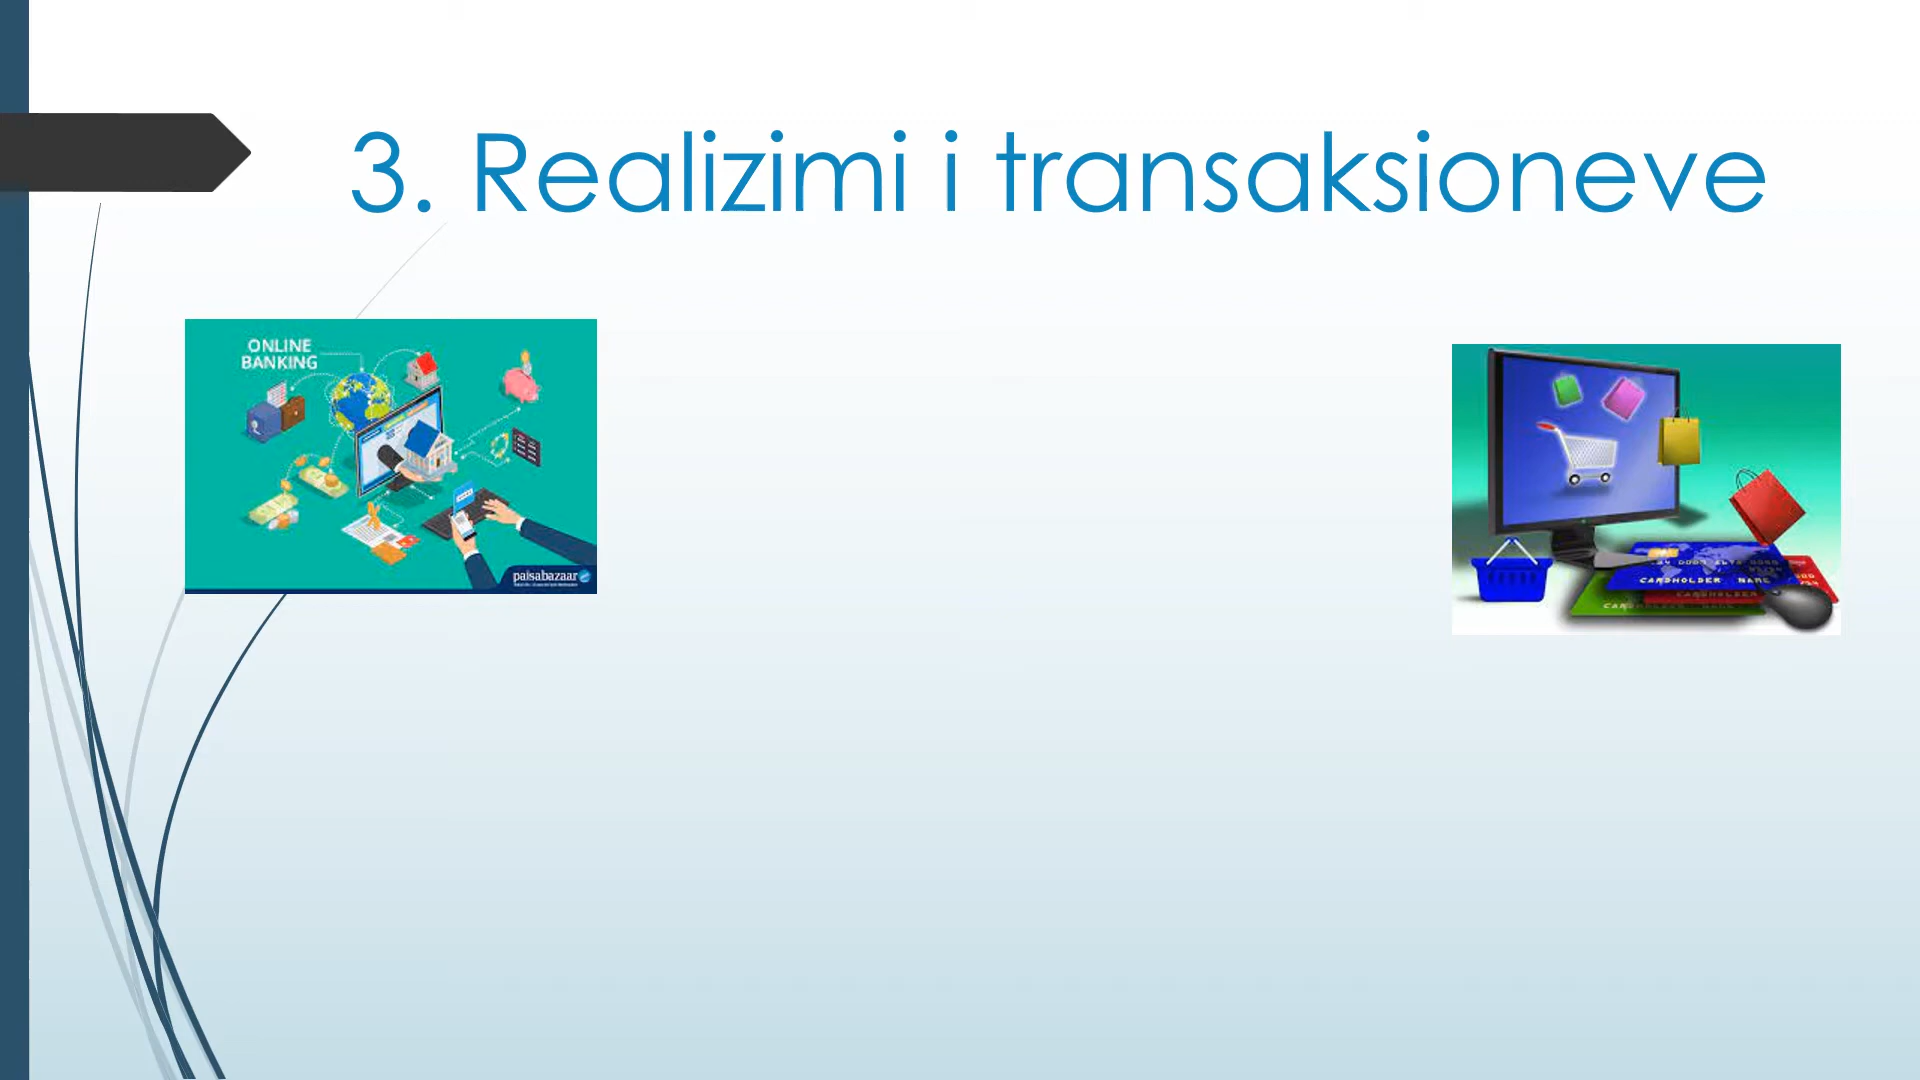 3. Realizimi i transaksioneve
ONLINE
BANKING
paisabazaar
CARDHOLDER NAME